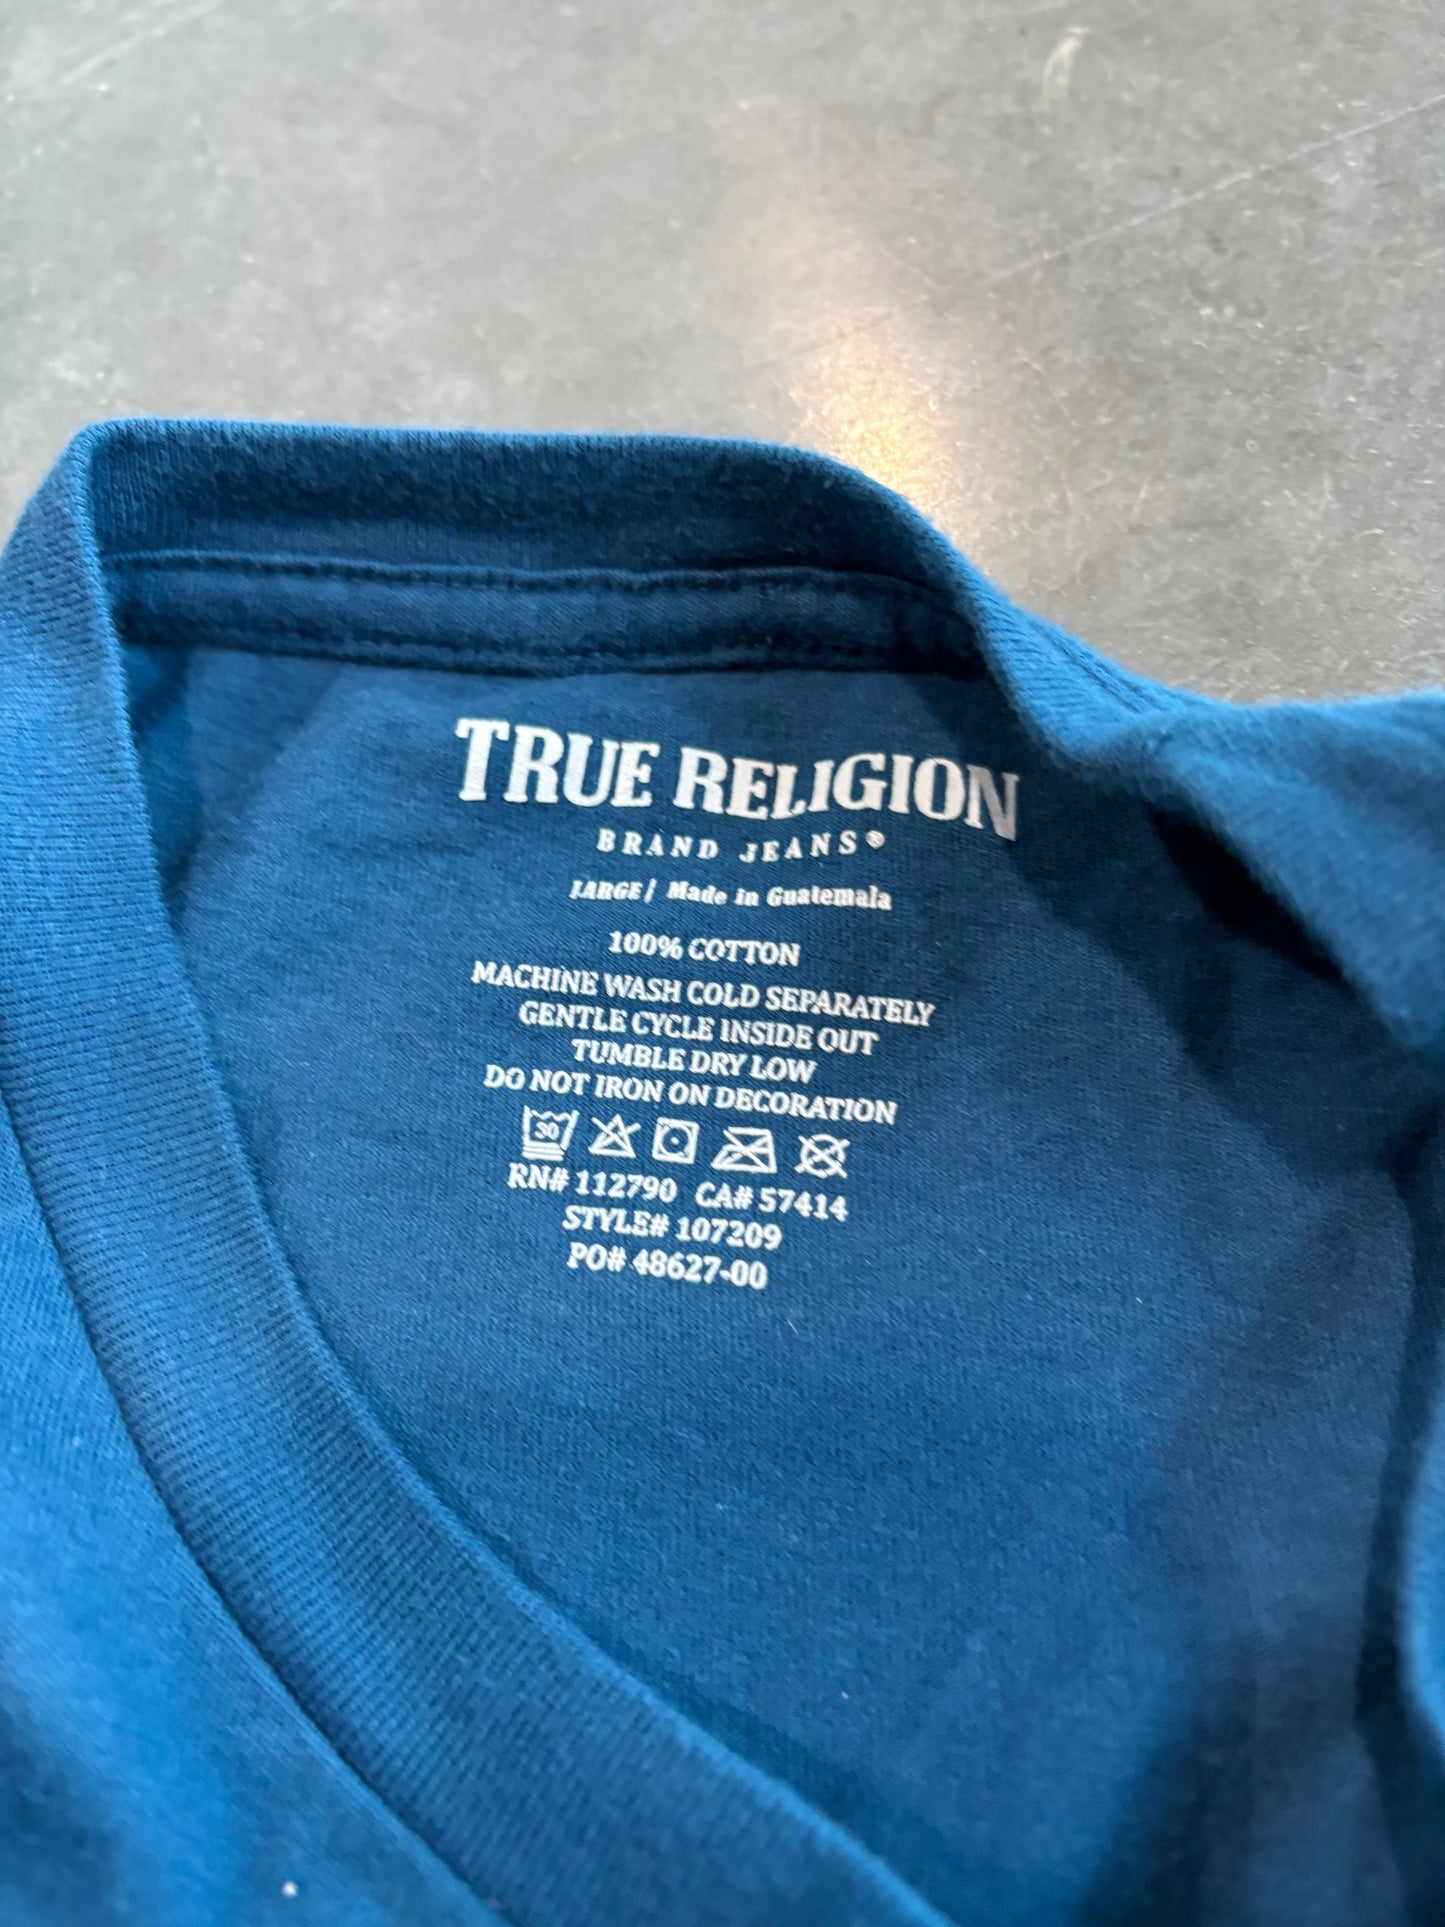 TRUE RELIGION
BRAND JEANS®
LARGE / Made in Guatemala
100% COTTON
MACHINE WASH COLD SEPARATELY
GENTLE CYCLE INSIDE OUT
TUMBLE DRY LOW
DO NOT IRON ON DECORATION
30
RN# 112790 CA# 57414
STYLE# 107209
PO# 48627-00